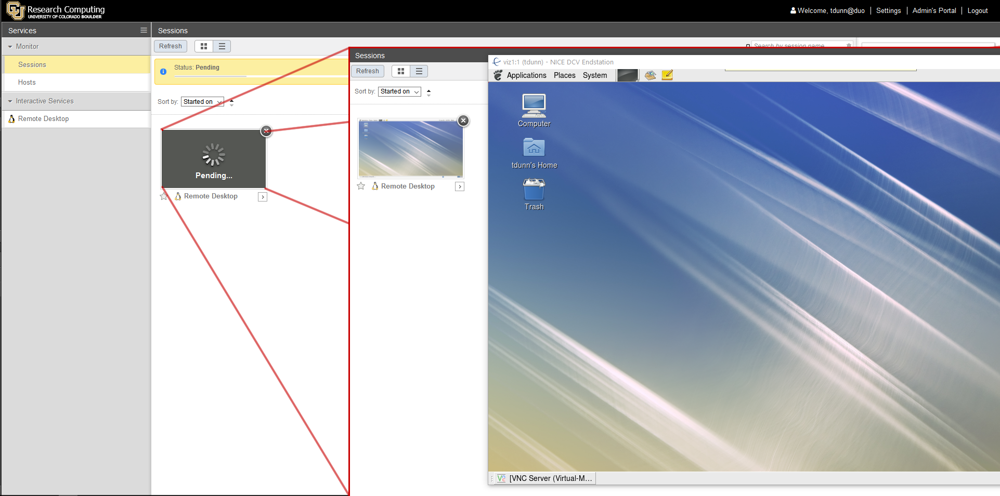 Research Computing
UNIVERSITY OF COLORADO BOULDER
Welcome, tdunn@duo
Settings
Admin's Portal
Logout
Services
Monitor
Sessions
Hosts
Interactive Services
Remote Desktop
Sessions
Refresh
Search by session name
Status: Pending
Sort by: Started on
Pending...
Remote Desktop
Sessions
Refresh
Sort by: Started on
Remote Desktop
viz1:1 (tdunn) - NICE DCV Endstation
Applications Places System
Computer
tdunn's Home
Trash
[VNC Server (Virtual-M...